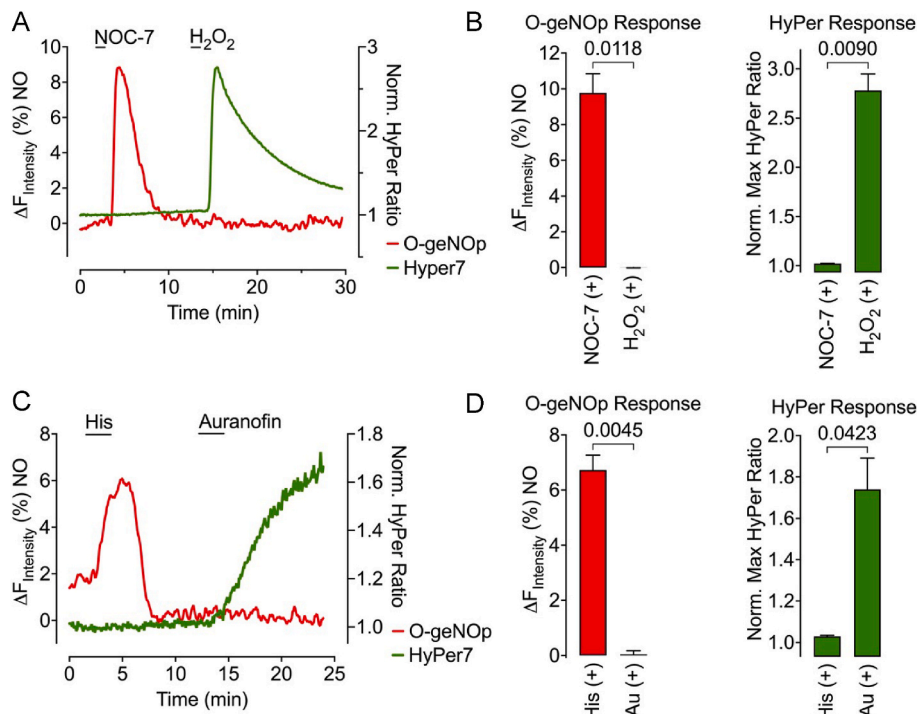 A
NOC-7
H2O2
10
8
6
4
2
0
ΔFIntensity (%) NO
3
2
1
Norm. HyPer Ratio
O-geNOp
Hyper7
0 10 20 30
Time (min)
B
O-geNOp Response
0.0118
12
10
8
6
4
2
0
ΔFIntensity (%) NO
NOC-7 (+)
H2O2 (+)
HyPer Response
0.0090
3.0
2.5
2.0
1.5
1.0
Norm. Max HyPer Ratio
NOC-7 (+)
H2O2 (+)
C
His
Auranofin
8
6
4
2
0
ΔFIntensity (%) NO
1.8
1.6
1.4
1.2
1.0
Norm. HyPer Ratio
O-geNOp
HyPer7
0 5 10 15 20 25
Time (min)
D
O-geNOp Response
0.0045
8
6
4
2
0
ΔFIntensity (%) NO
His (+)
Au (+)
HyPer Response
0.0423
2.0
1.8
1.6
1.4
1.2
1.0
Norm. Max HyPer Ratio
His (+)
Au (+)